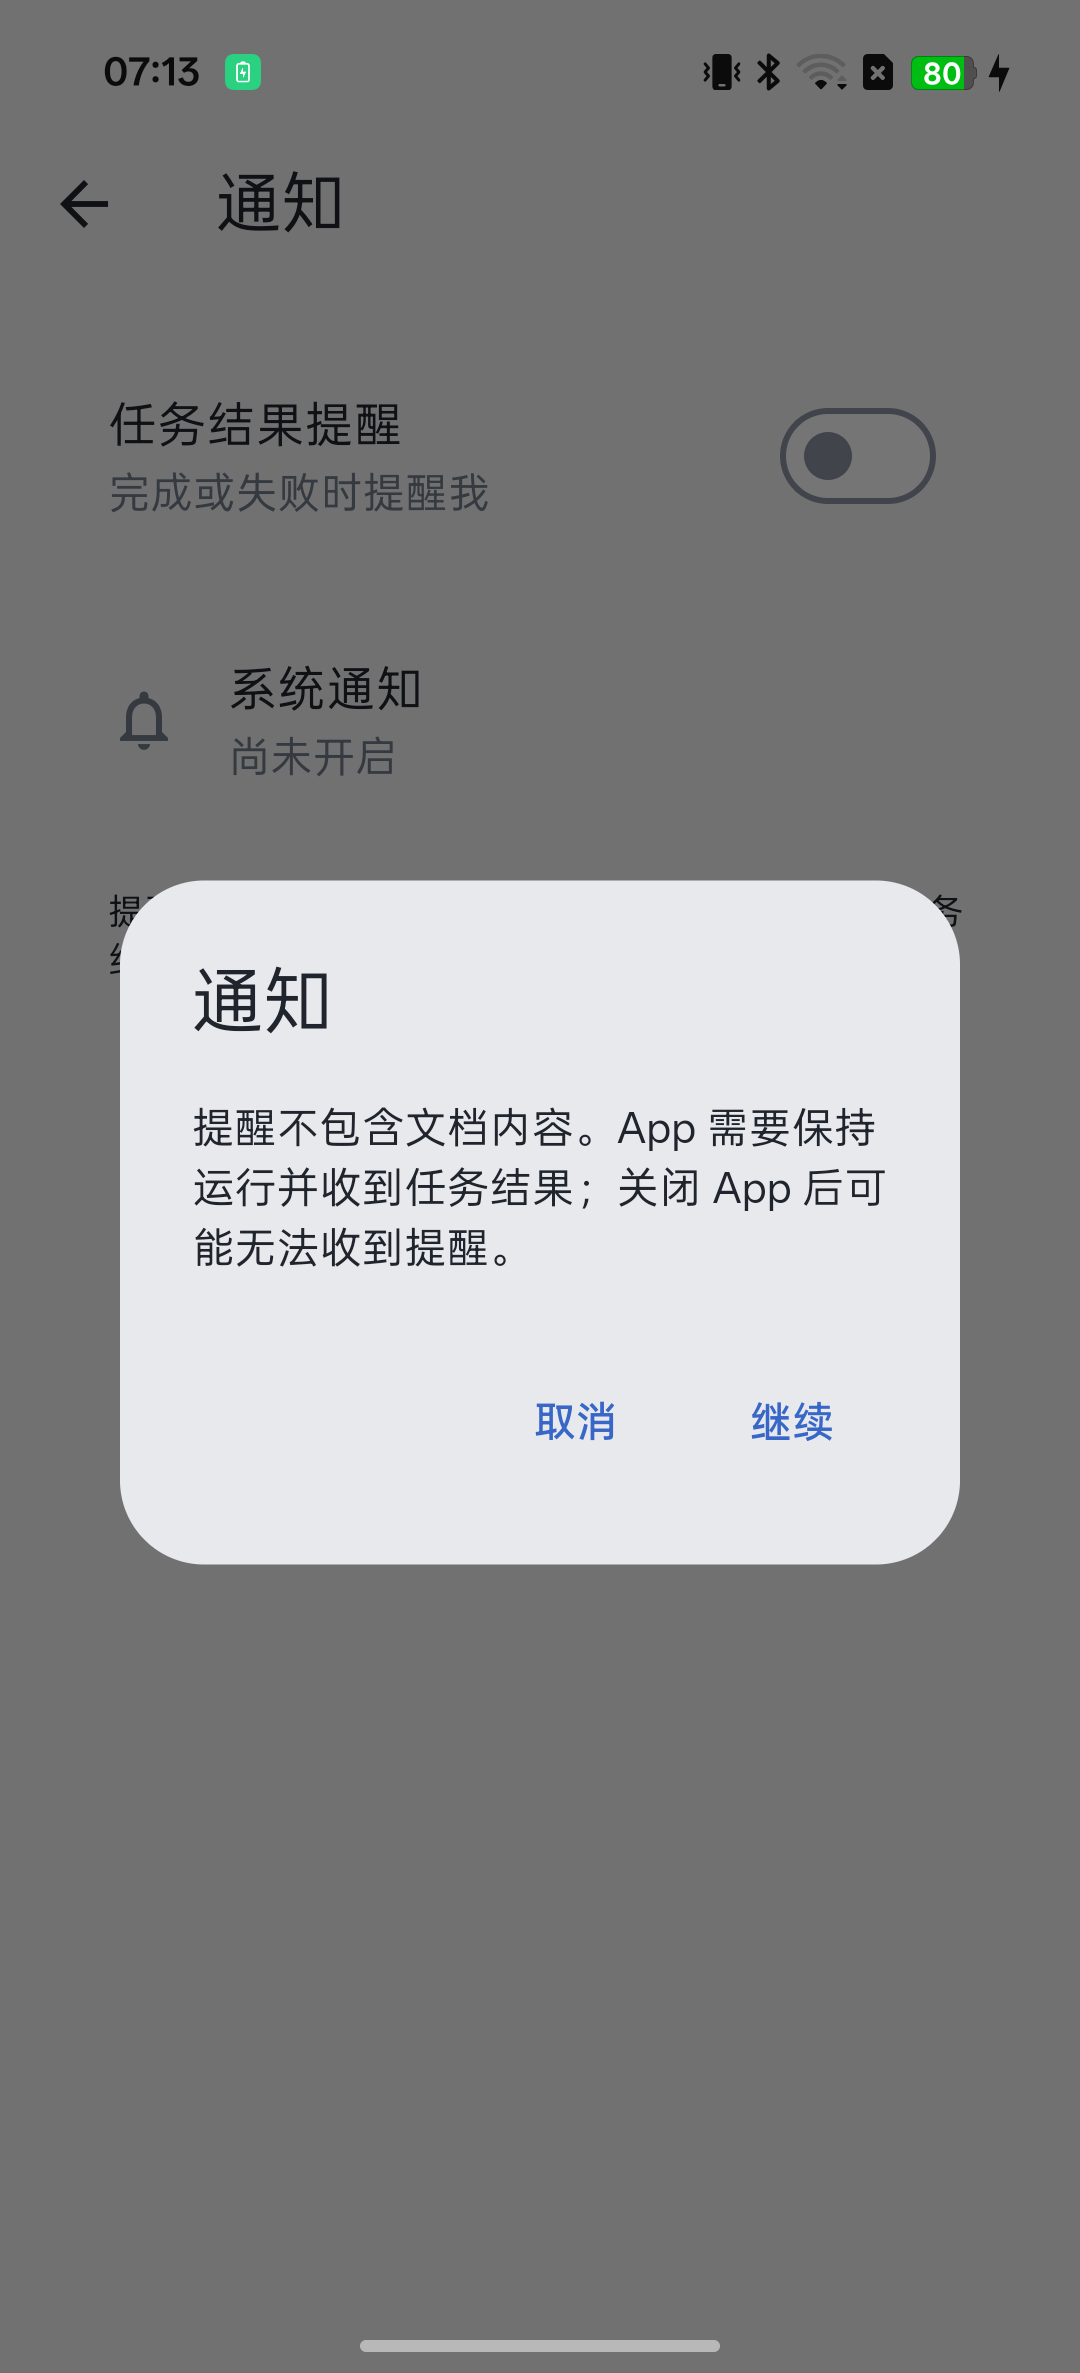 07:13
80
通知
任务结果提醒
完成或失败时提醒我
系统通知
尚未开启
提 务
通知
提醒不包含文档内容。App 需要保持
运行并收到任务结果；关闭 App 后可
能无法收到提醒。
取消
继续